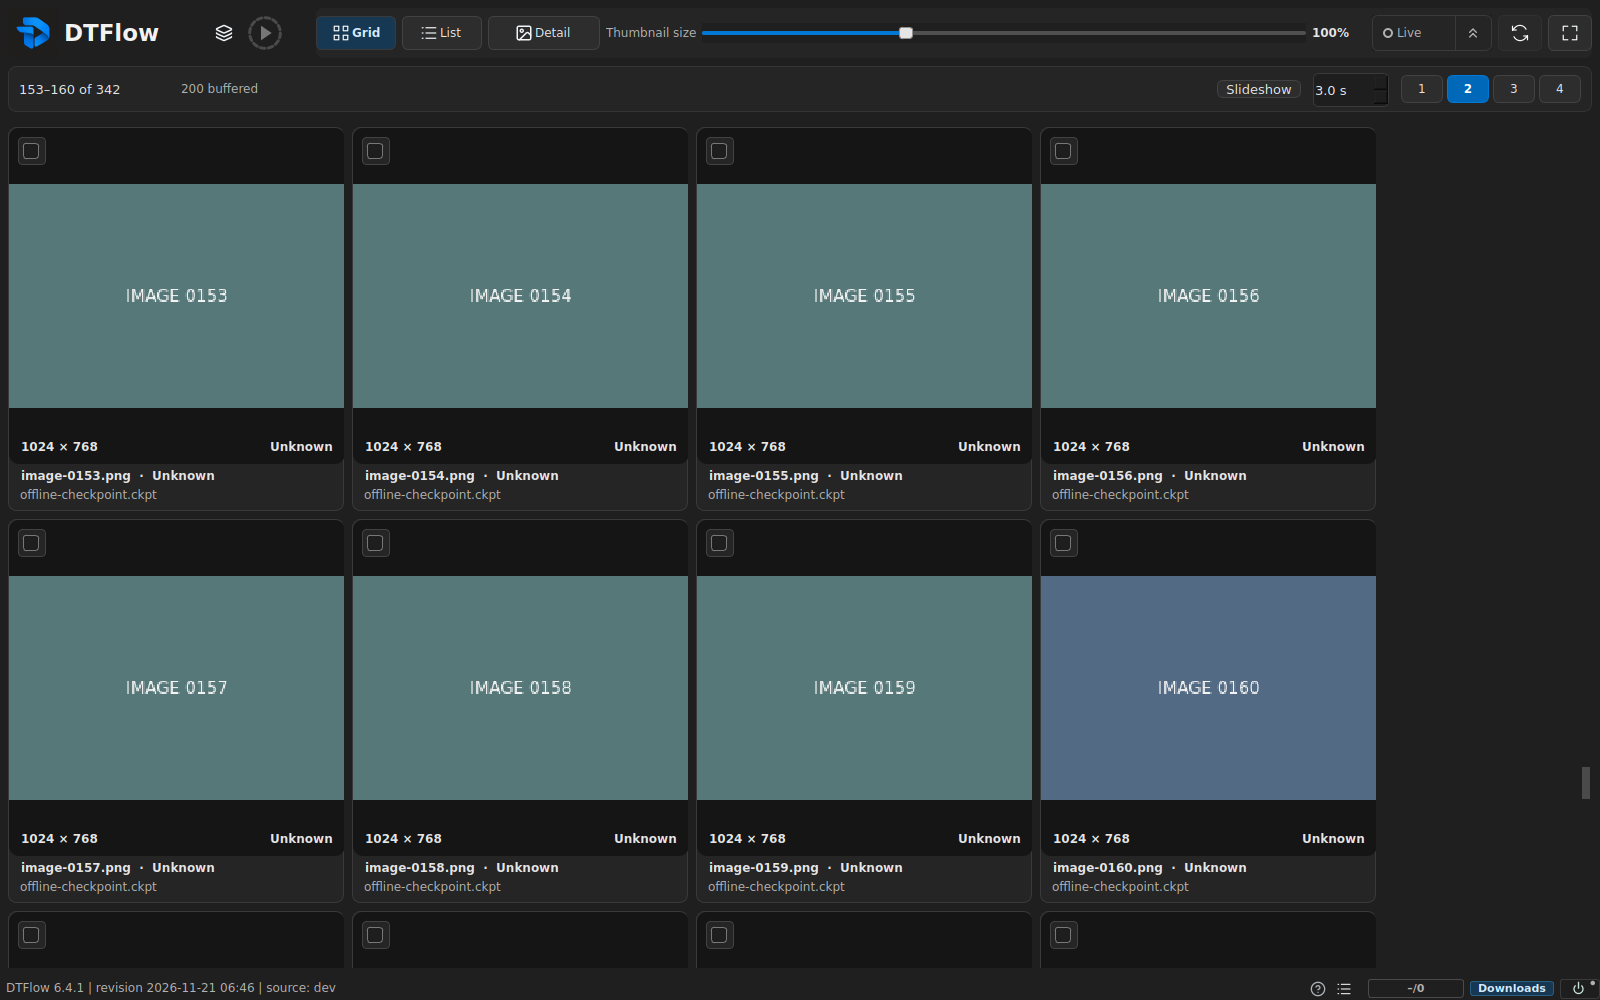 DTFlow
Grid
List
Detail
Thumbnail size
100%
Live
153–160 of 342
200 buffered
Slideshow
3.0 s
1
2
3
4
IMAGE 0153
IMAGE 0154
IMAGE 0155
IMAGE 0156
1024 × 768
Unknown
1024 × 768
Unknown
1024 × 768
Unknown
1024 × 768
Unknown
image-0153.png · Unknown
image-0154.png · Unknown
image-0155.png · Unknown
image-0156.png · Unknown
offline-checkpoint.ckpt
offline-checkpoint.ckpt
offline-checkpoint.ckpt
offline-checkpoint.ckpt
IMAGE 0157
IMAGE 0158
IMAGE 0159
IMAGE 0160
1024 × 768
Unknown
1024 × 768
Unknown
1024 × 768
Unknown
1024 × 768
Unknown
image-0157.png · Unknown
image-0158.png · Unknown
image-0159.png · Unknown
image-0160.png · Unknown
offline-checkpoint.ckpt
offline-checkpoint.ckpt
offline-checkpoint.ckpt
offline-checkpoint.ckpt
DTFlow 6.4.1 | revision 2026-11-21 06:46 | source: dev
–/0
Downloads